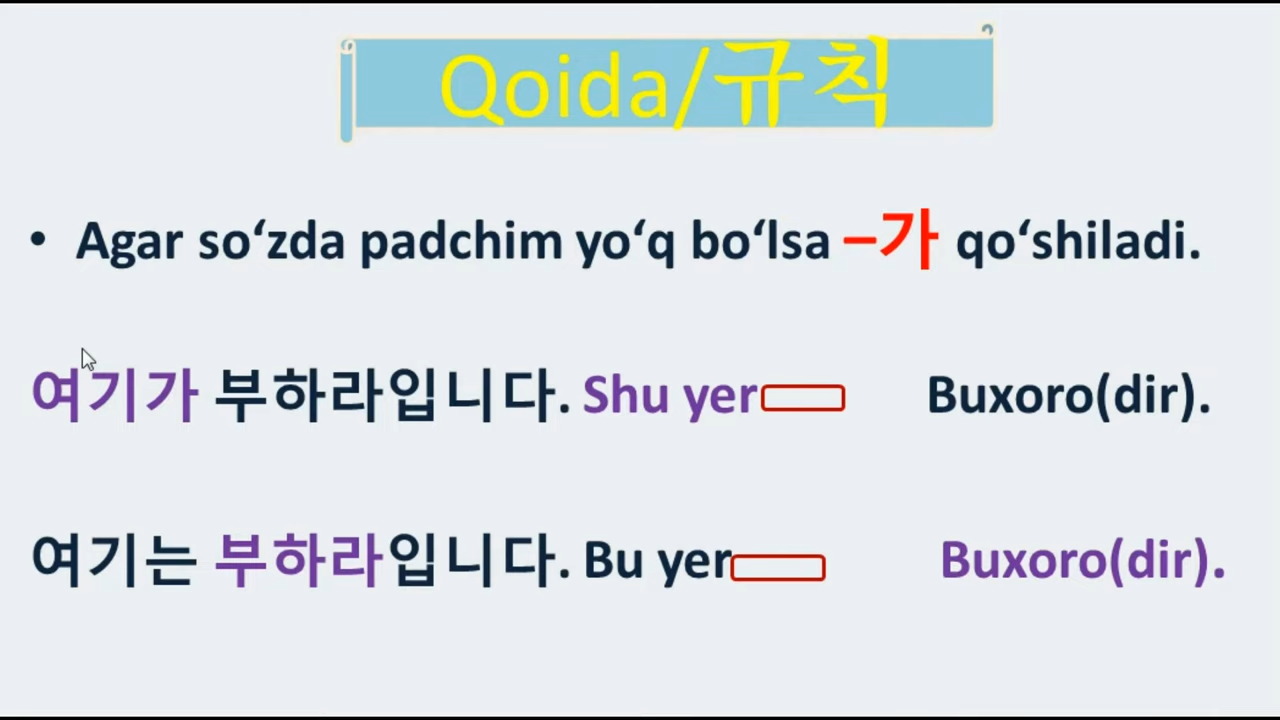 Qoida/규칙
• Agar so‘zda padchim yo‘q bo‘lsa –가 qo‘shiladi.
여기가 부하라입니다. Shu yer Buxoro(dir).
여기는 부하라입니다. Bu yer Buxoro(dir).